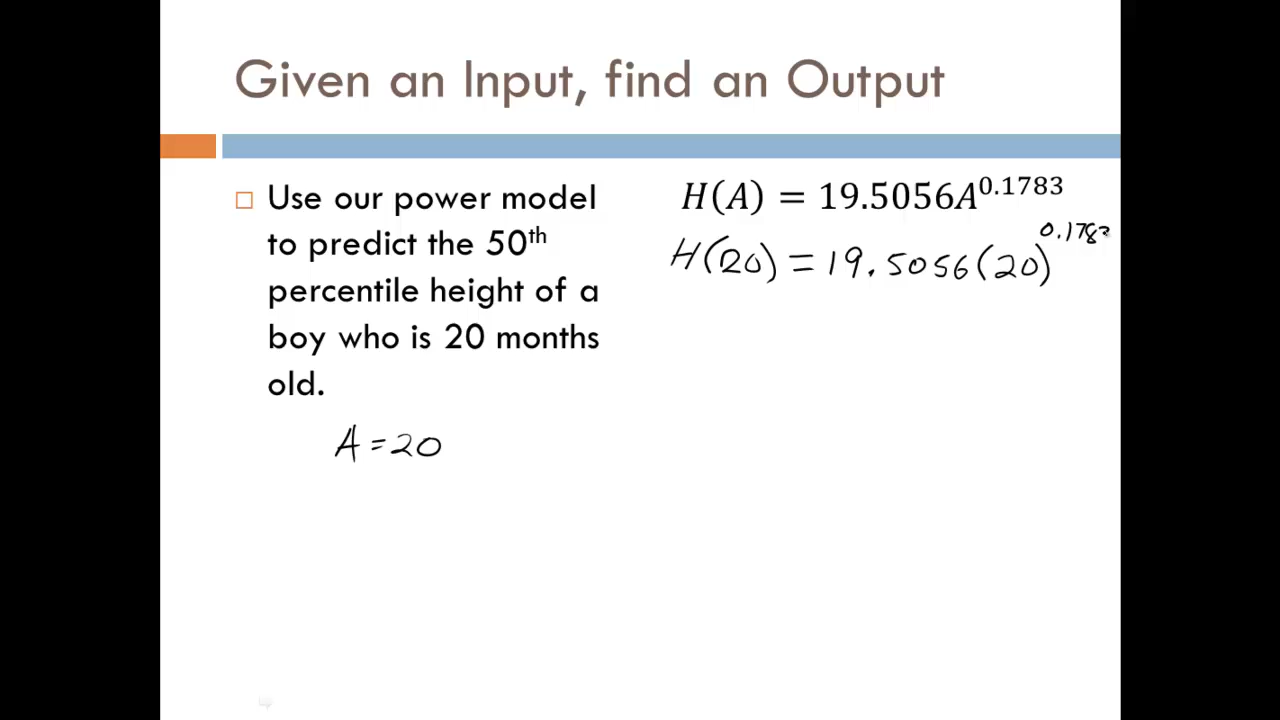 Given an Input, find an Output
Use our power model
to predict the 50th
percentile height of a
boy who is 20 months
old.
A = 20
H(A) = 19.5056A^0.1783
H(20) = 19.5056(20)^0.1783